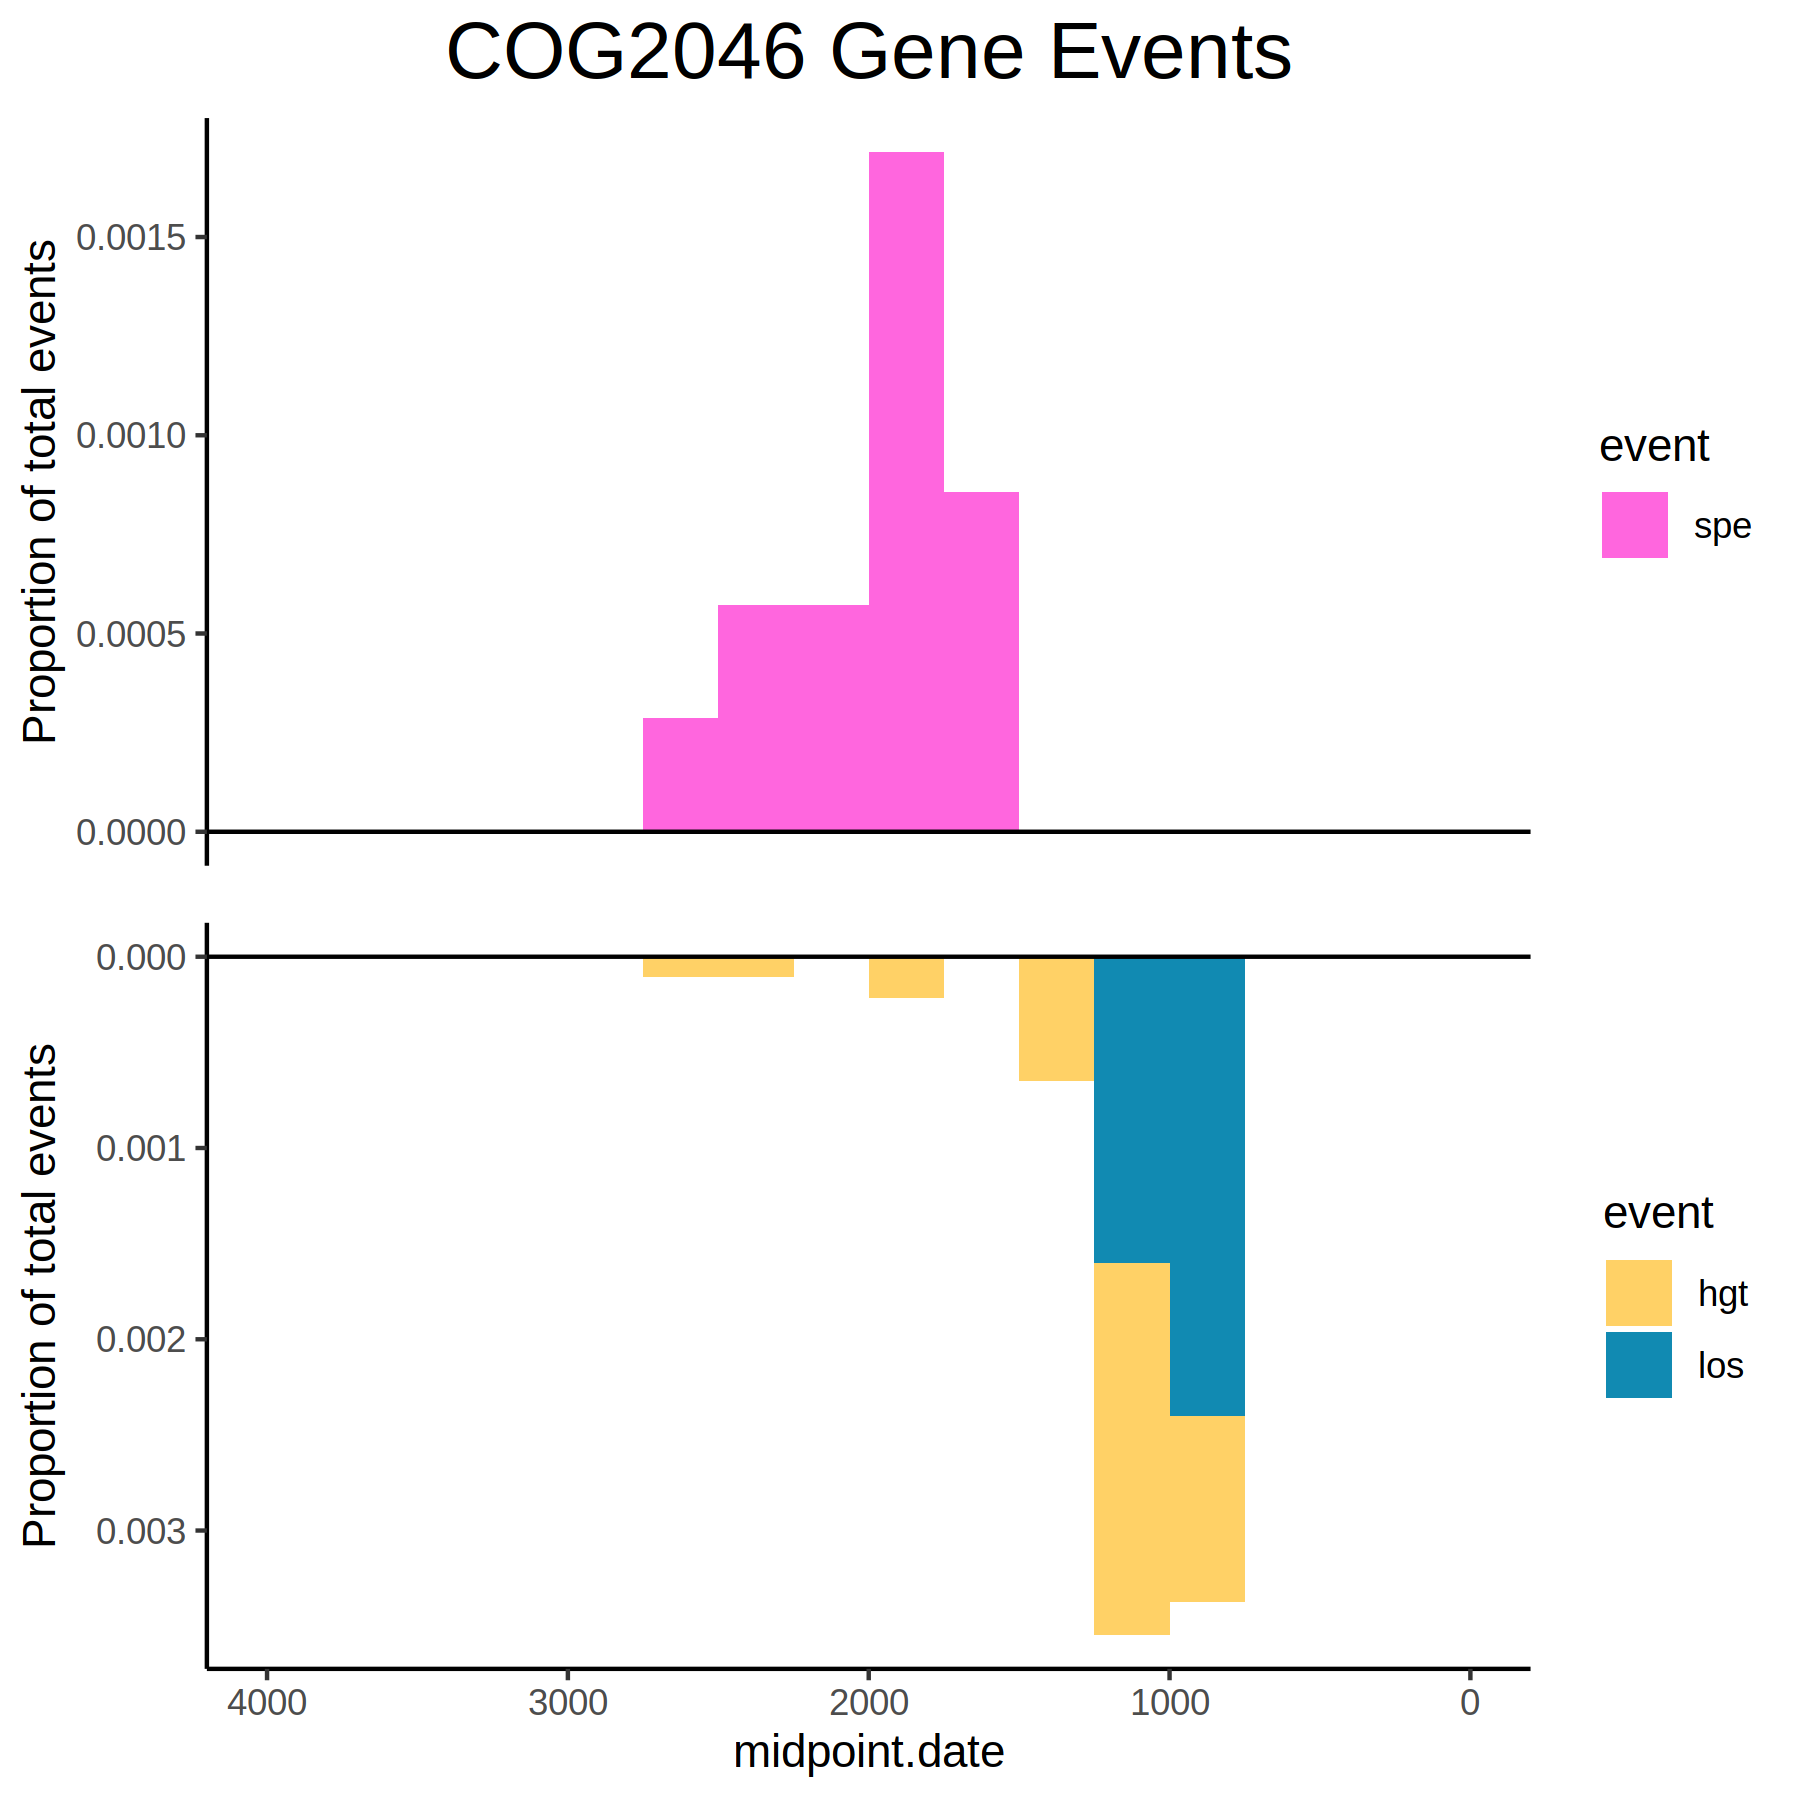 COG2046 Gene Events
Proportion of total events
0.0015
0.0010
0.0005
0.0000
event
spe
Proportion of total events
0.000
0.001
0.002
0.003
event
hgt
los
4000 3000 2000 1000 0
midpoint.date